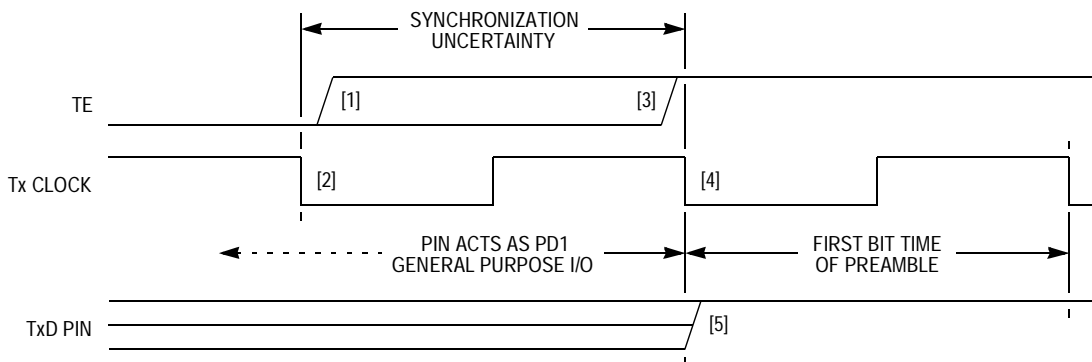 SYNCHRONIZATION
UNCERTAINTY
TE
[1]
[3]
Tx CLOCK
[2]
[4]
PIN ACTS AS PD1
GENERAL PURPOSE I/O
FIRST BIT TIME
OF PREAMBLE
TxD PIN
[5]